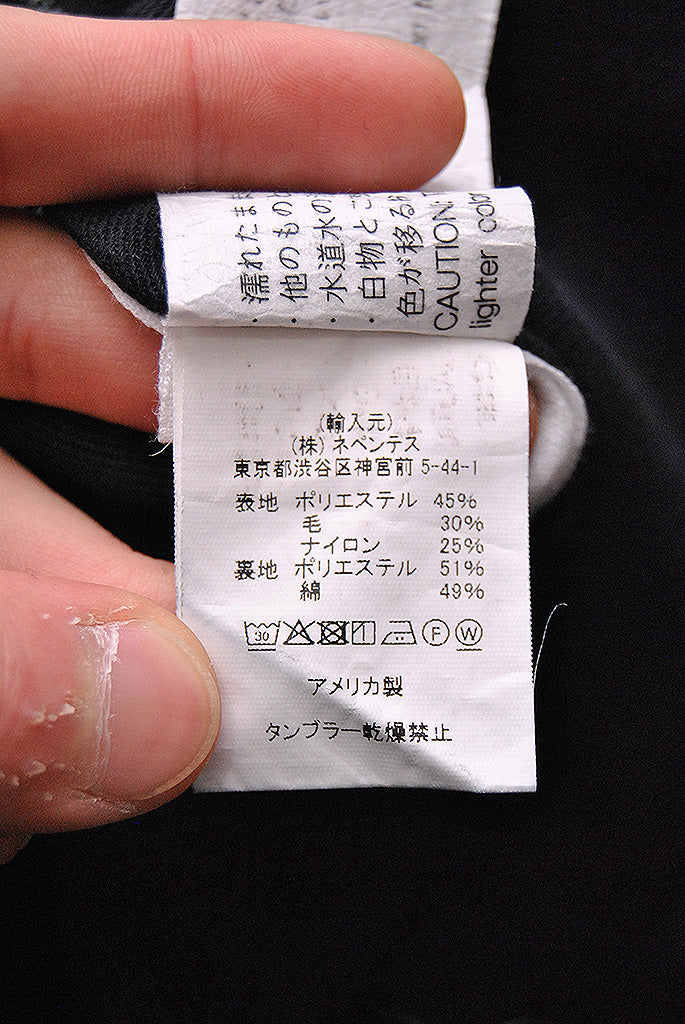 ・濡れたま
・他のものと
・水道水の
・白物とこ
色が移る
CAUTION:
lighter color
(輸入元)
(株) ネペンテス
東京都渋谷区神宮前 5-44-1
表地 ポリエステル 45%
毛 30%
ナイロン 25%
裏地 ポリエステル 51%
綿 49%
30 F W
アメリカ製
タンブラー乾燥禁止